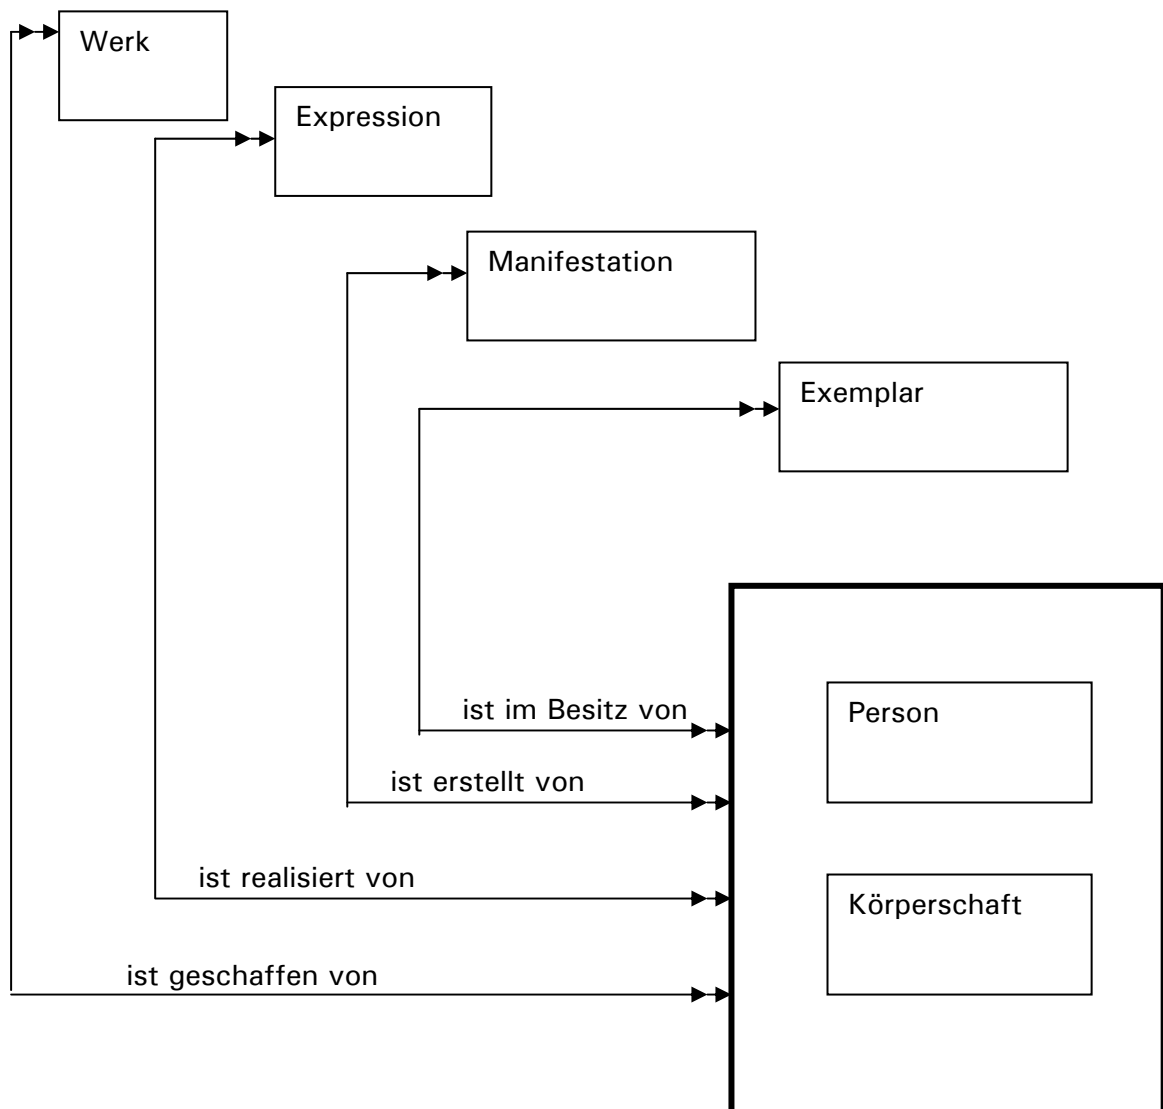 Werk
Expression
Manifestation
Exemplar
ist im Besitz von
Person
ist erstellt von
ist realisiert von
Körperschaft
ist geschaffen von